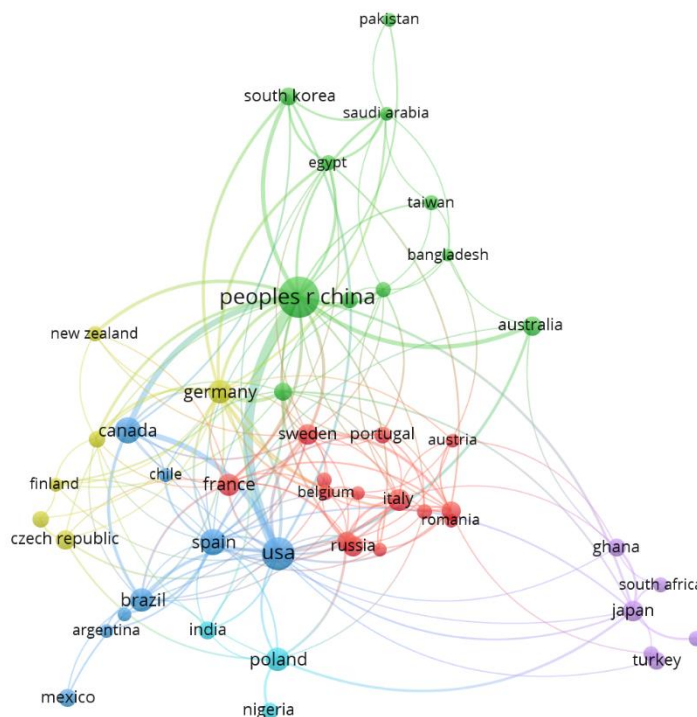 pakistan
south korea
saudi arabia
egypt
taiwan
bangladesh
peoples r china
australia
new zealand
germany
canada
sweden
portugal
austria
chile
france
finland
belgium
italy
romania
czech republic
spain
usa
russia
ghana
south africa
brazil
japan
argentina
india
poland
turkey
mexico
nigeria